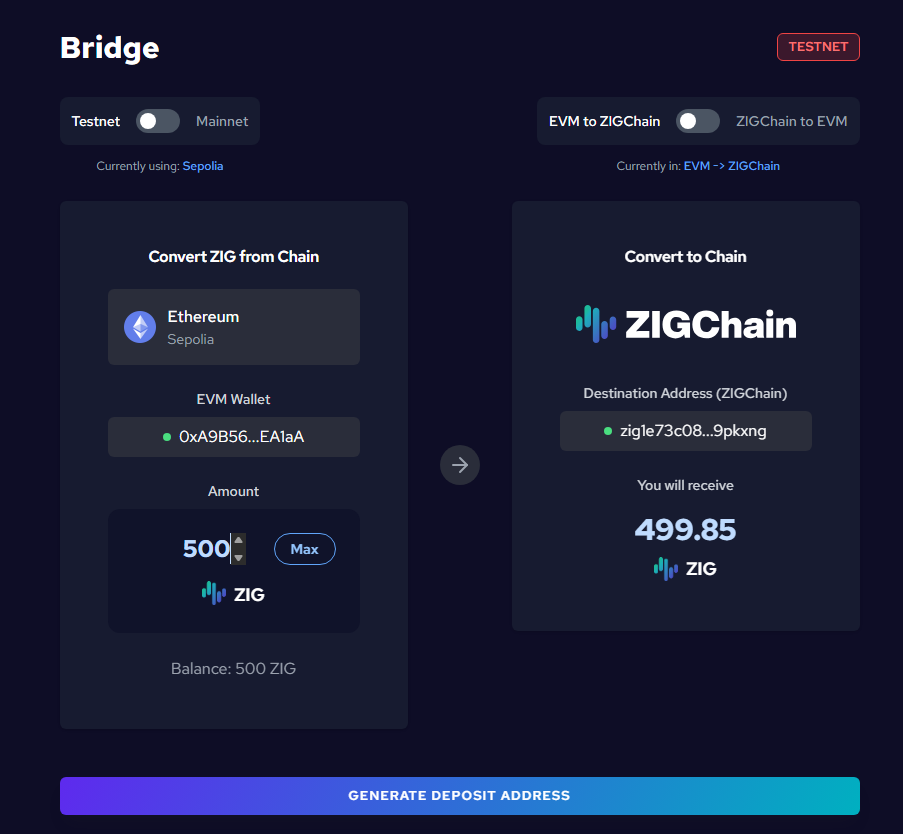 Bridge
TESTNET
Testnet
Mainnet
EVM to ZIGChain
ZIGChain to EVM
Currently using: Sepolia
Currently in: EVM -> ZIGChain
Convert ZIG from Chain
Ethereum
Sepolia
EVM Wallet
0xA9B56...EA1aA
Amount
500
Max
ZIG
Balance: 500 ZIG
Convert to Chain
ZIGChain
Destination Address (ZIGChain)
zig1e73c08...9pkxng
You will receive
499.85
ZIG
GENERATE DEPOSIT ADDRESS